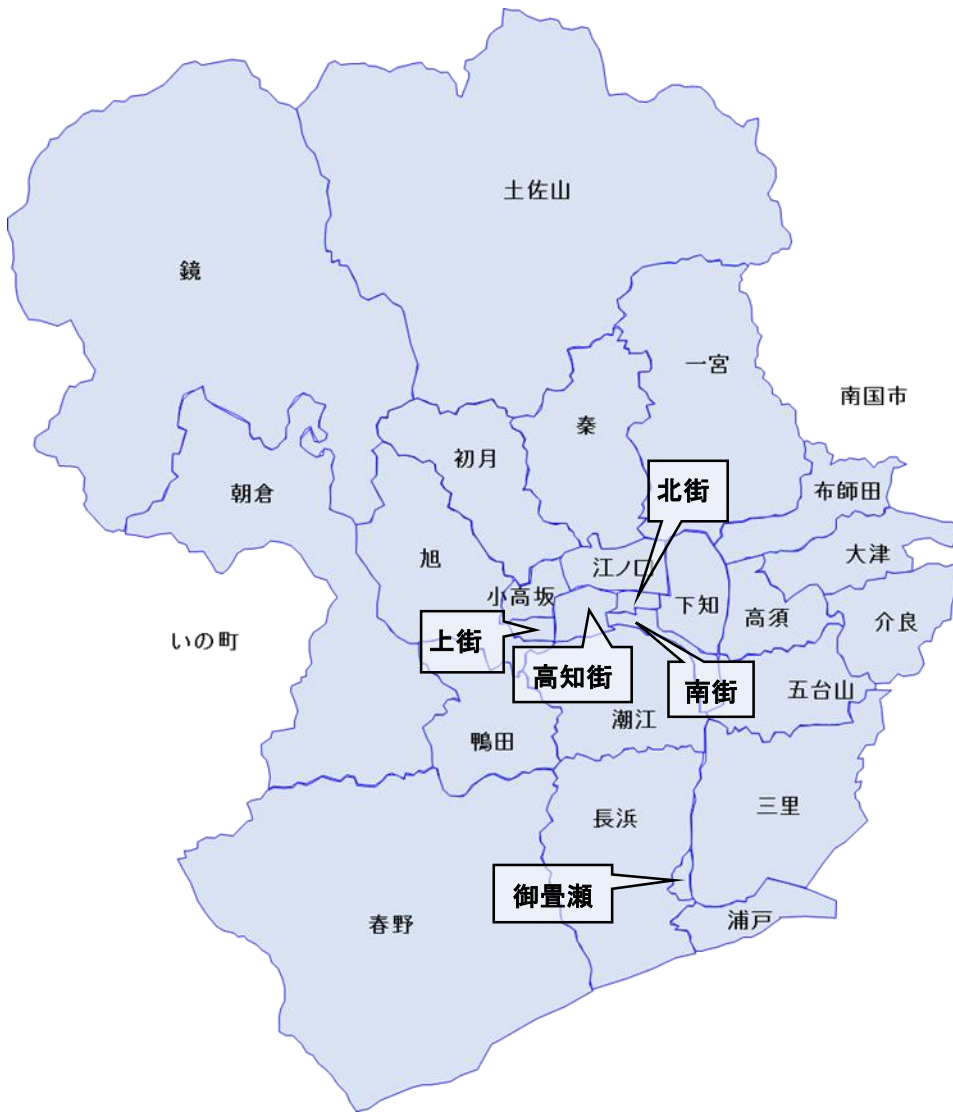 土佐山
鏡
一宮
南国市
秦
初月
北街
朝倉
布師田
大津
旭
江ノ口
小高坂
下知
高須
介良
いの町
上街
高知街
南街
五台山
潮江
鴨田
三里
長浜
御畳瀬
春野
浦戸